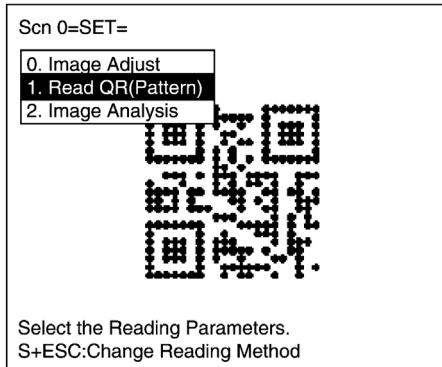 Scn 0=SET=
0. Image Adjust
1. Read QR(Pattern)
2. Image Analysis
Select the Reading Parameters.
S+ESC:Change Reading Method